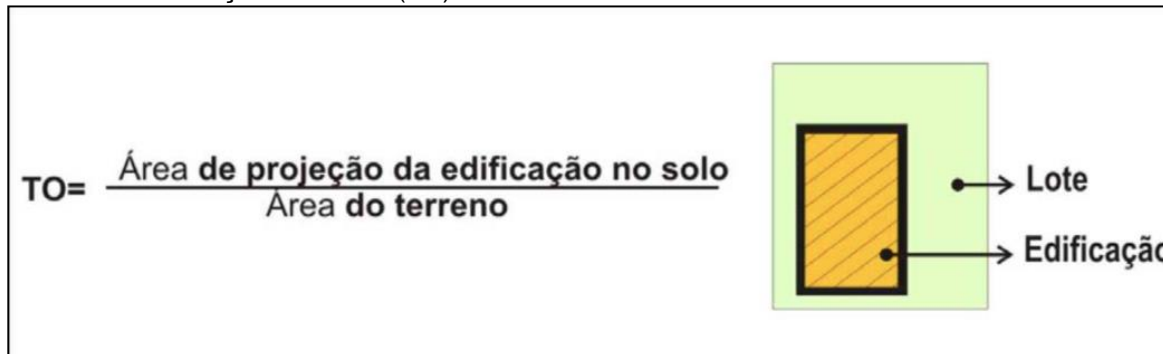 Área de projeção da edificação no solo
TO=
Área do terreno
Lote
Edificação